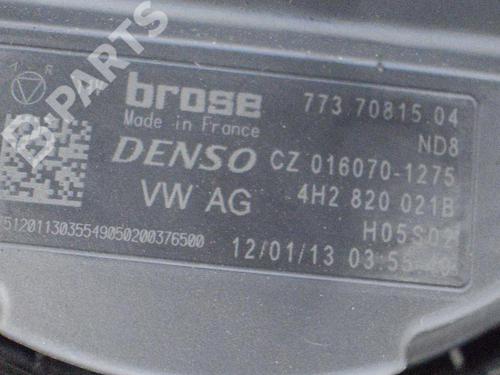 B-PARTS
brose 773 70815.04
Made in France ND8
DENSO CZ 016070-1275
VW AG 4H2 820 021B
H05S02
5120113035549050200376500
12/01/13 03:55